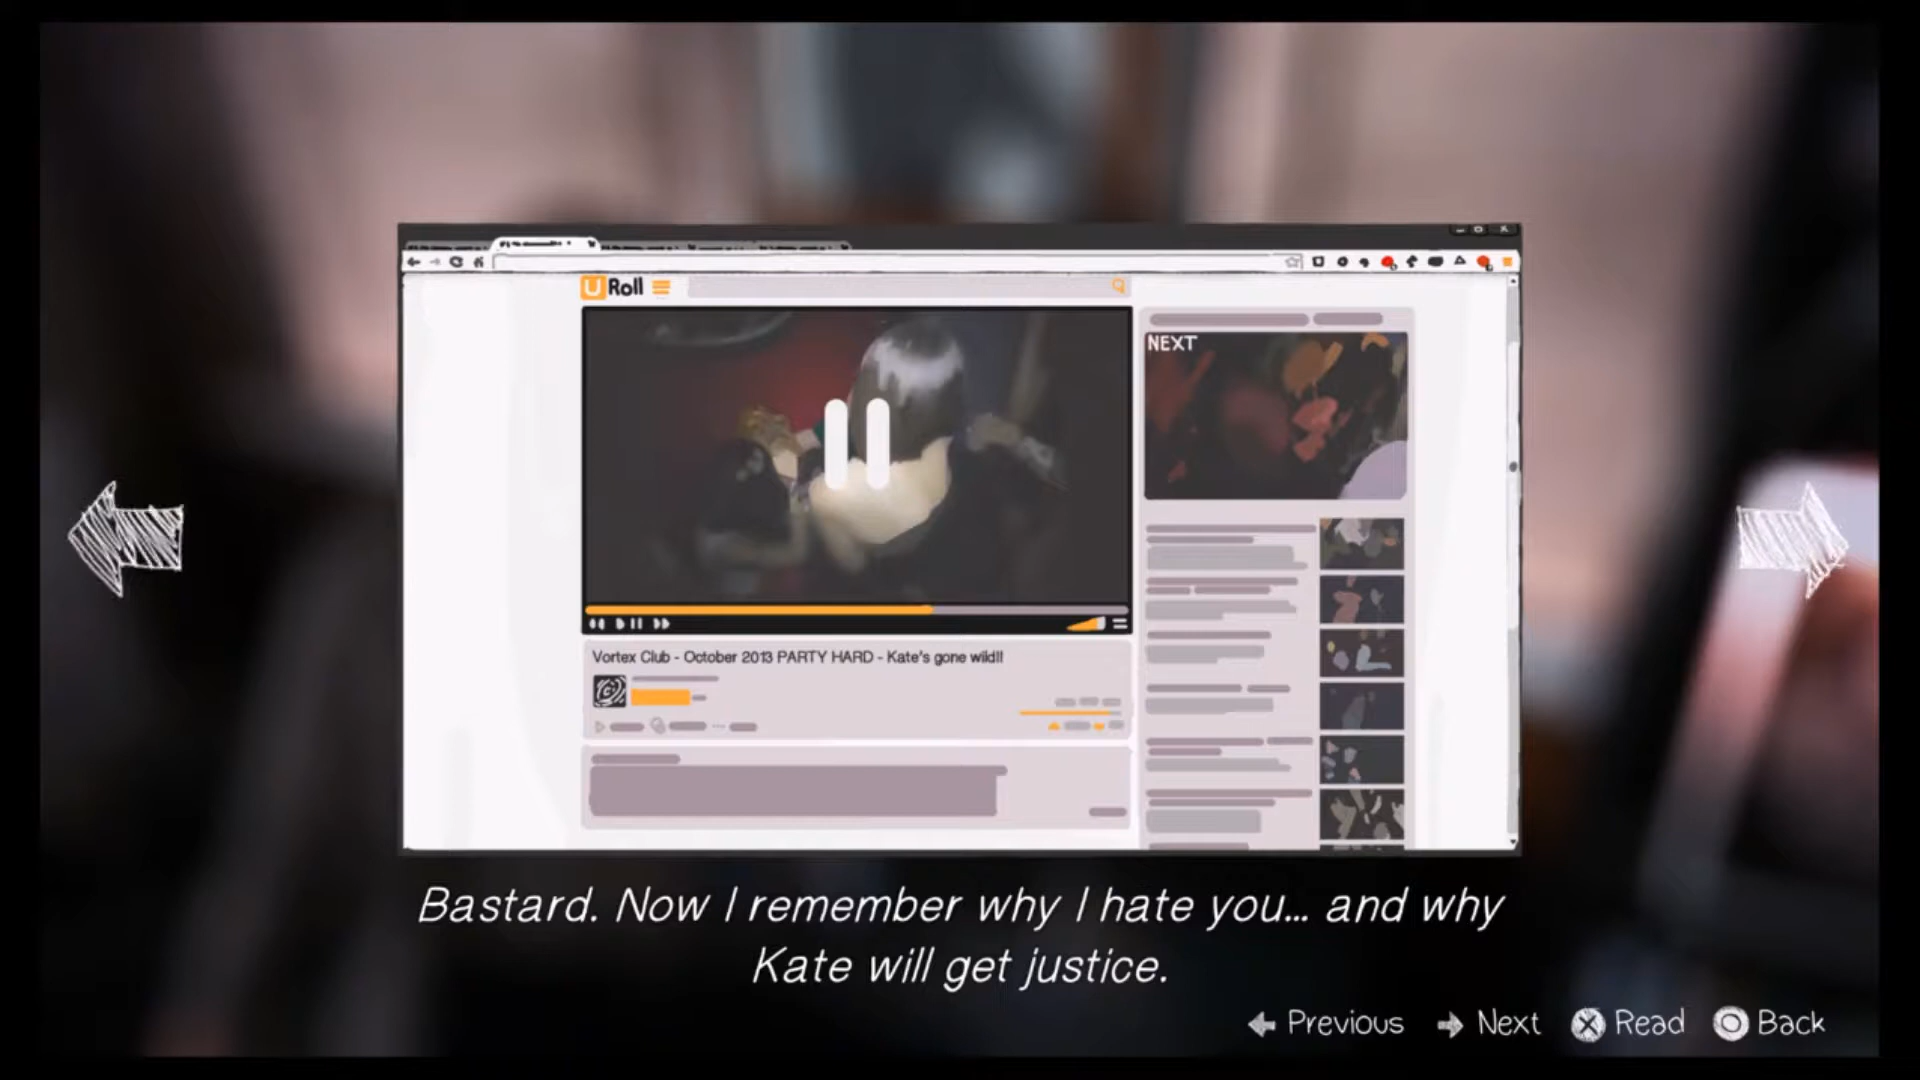 U Roll
NEXT
Vortex Club - October 2013 PARTY HARD - Kate's gone wild!!
Bastard. Now I remember why I hate you... and why
Kate will get justice.
Previous Next Read Back